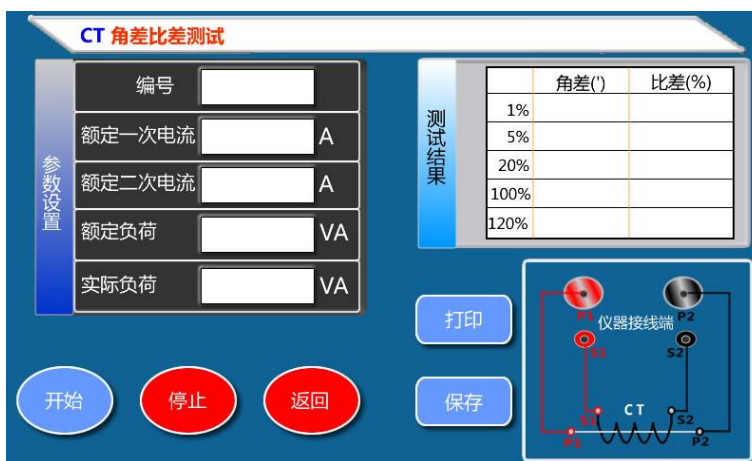 CT 角差比差测试
参数设置
编号
额定一次电流 A
额定二次电流 A
额定负荷 VA
实际负荷 VA
测试结果
角差(') 比差(%)
1%
5%
20%
100%
120%
打印
保存
开始 停止 返回
P1 仪器接线端 P2
S1 S2
S1 CT S2
P1 P2